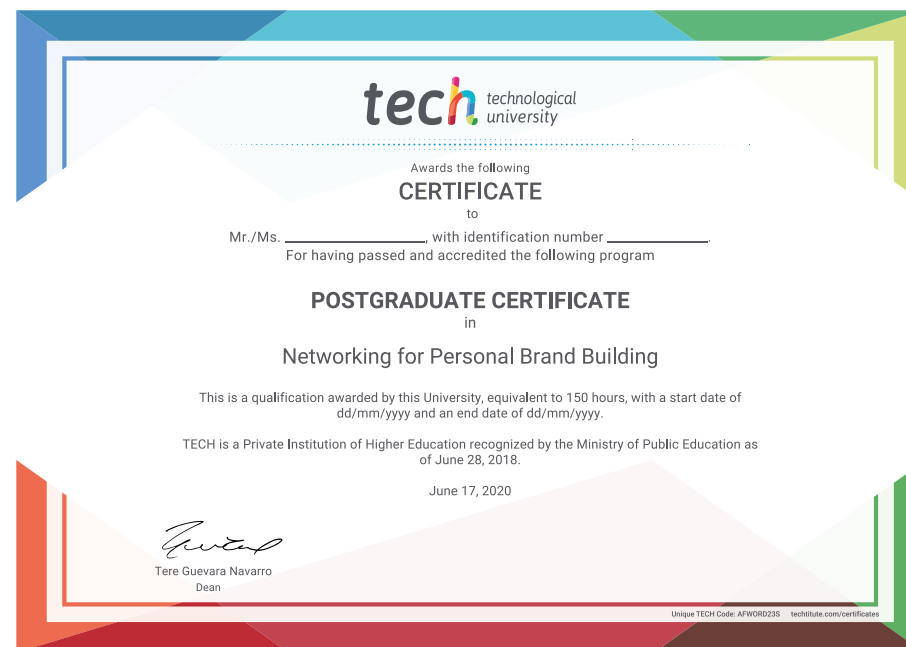 tech technological
university
Awards the following
CERTIFICATE
to
Mr./Ms. ____________________, with identification number _______________.
For having passed and accredited the following program
POSTGRADUATE CERTIFICATE
in
Networking for Personal Brand Building
This is a qualification awarded by this University, equivalent to 150 hours, with a start date of
dd/mm/yyyy and an end date of dd/mm/yyyy.
TECH is a Private Institution of Higher Education recognized by the Ministry of Public Education as
of June 28, 2018.
June 17, 2020
Tere Guevara Navarro
Dean
Unique TECH Code: AFWORD23S techtitute.com/certificates